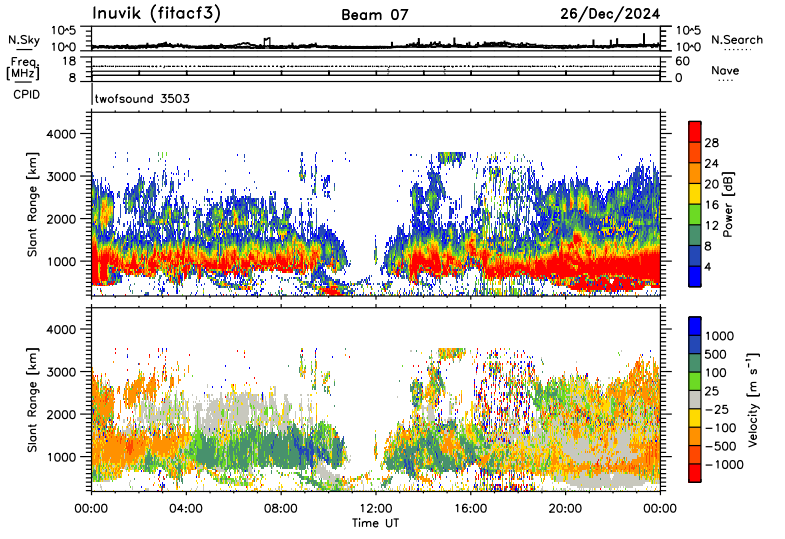 Inuvik (fitacf3) Beam 07 26/Dec/2024
N.Sky 10^5 10^0 10^5 10^0 N.Search
Freq. [MHz] 18 8 60 0 Nave
CPID twofsound 3503
Slant Range [km] 4000 3000 2000 1000
Power [dB] 28 24 20 16 12 8 4
Slant Range [km] 4000 3000 2000 1000
Velocity [m s⁻¹] 1000 500 100 25 −25 −100 −500 −1000
00:00 04:00 08:00 12:00 16:00 20:00 00:00
Time UT